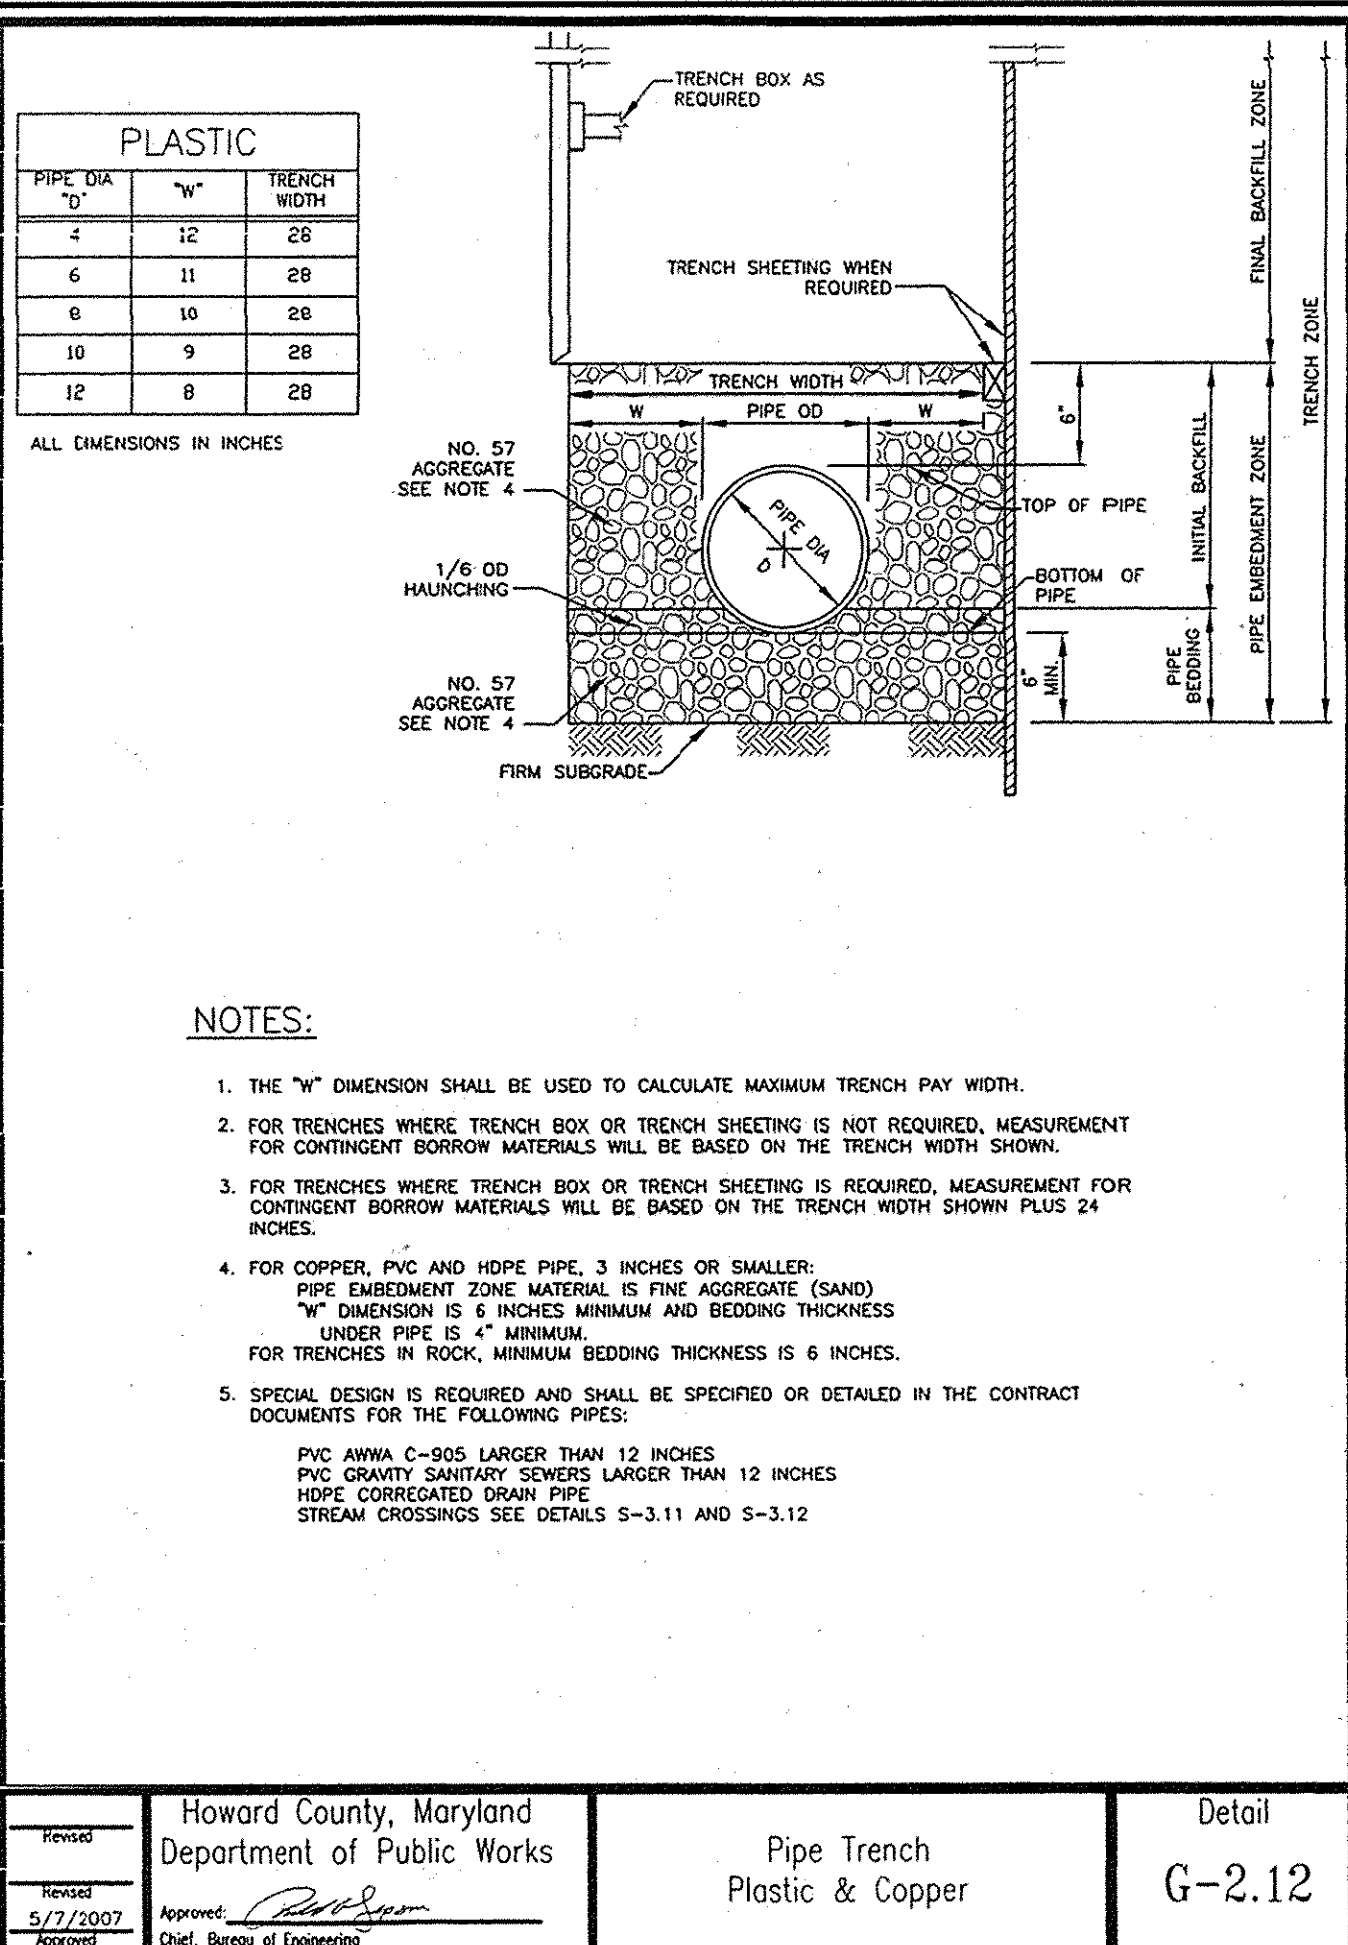 PLASTIC
PIPE DIA "D" "W" TRENCH WIDTH
4 12 28
6 11 28
8 10 28
10 9 28
12 8 28
ALL DIMENSIONS IN INCHES
TRENCH BOX AS
REQUIRED
TRENCH SHEETING WHEN
REQUIRED
TRENCH WIDTH
W
PIPE OD
W
6"
NO. 57
AGGREGATE
SEE NOTE 4
PIPE DIA
D
TOP OF PIPE
1/6 OD
HAUNCHING
BOTTOM OF
PIPE
6"
MIN.
NO. 57
AGGREGATE
SEE NOTE 4
FIRM SUBGRADE
INITIAL BACKFILL
PIPE
BEDDING
FINAL BACKFILL ZONE
PIPE EMBEDMENT ZONE
TRENCH ZONE
NOTES:
1. THE "W" DIMENSION SHALL BE USED TO CALCULATE MAXIMUM TRENCH PAY WIDTH.
2. FOR TRENCHES WHERE TRENCH BOX OR TRENCH SHEETING IS NOT REQUIRED, MEASUREMENT
FOR CONTINGENT BORROW MATERIALS WILL BE BASED ON THE TRENCH WIDTH SHOWN.
3. FOR TRENCHES WHERE TRENCH BOX OR TRENCH SHEETING IS REQUIRED, MEASUREMENT FOR
CONTINGENT BORROW MATERIALS WILL BE BASED ON THE TRENCH WIDTH SHOWN PLUS 24
INCHES.
4. FOR COPPER, PVC AND HDPE PIPE, 3 INCHES OR SMALLER:
PIPE EMBEDMENT ZONE MATERIAL IS FINE AGGREGATE (SAND)
"W" DIMENSION IS 6 INCHES MINIMUM AND BEDDING THICKNESS
UNDER PIPE IS 4" MINIMUM.
FOR TRENCHES IN ROCK, MINIMUM BEDDING THICKNESS IS 6 INCHES.
5. SPECIAL DESIGN IS REQUIRED AND SHALL BE SPECIFIED OR DETAILED IN THE CONTRACT
DOCUMENTS FOR THE FOLLOWING PIPES:
PVC AWWA C-905 LARGER THAN 12 INCHES
PVC GRAVITY SANITARY SEWERS LARGER THAN 12 INCHES
HDPE CORREGATED DRAIN PIPE
STREAM CROSSINGS SEE DETAILS S-3.11 AND S-3.12
Revised
Revised
5/7/2007
Approved
Howard County, Maryland
Department of Public Works
Approved:
Chief, Bureau of Engineering
Pipe Trench
Plastic & Copper
Detail
G-2.12